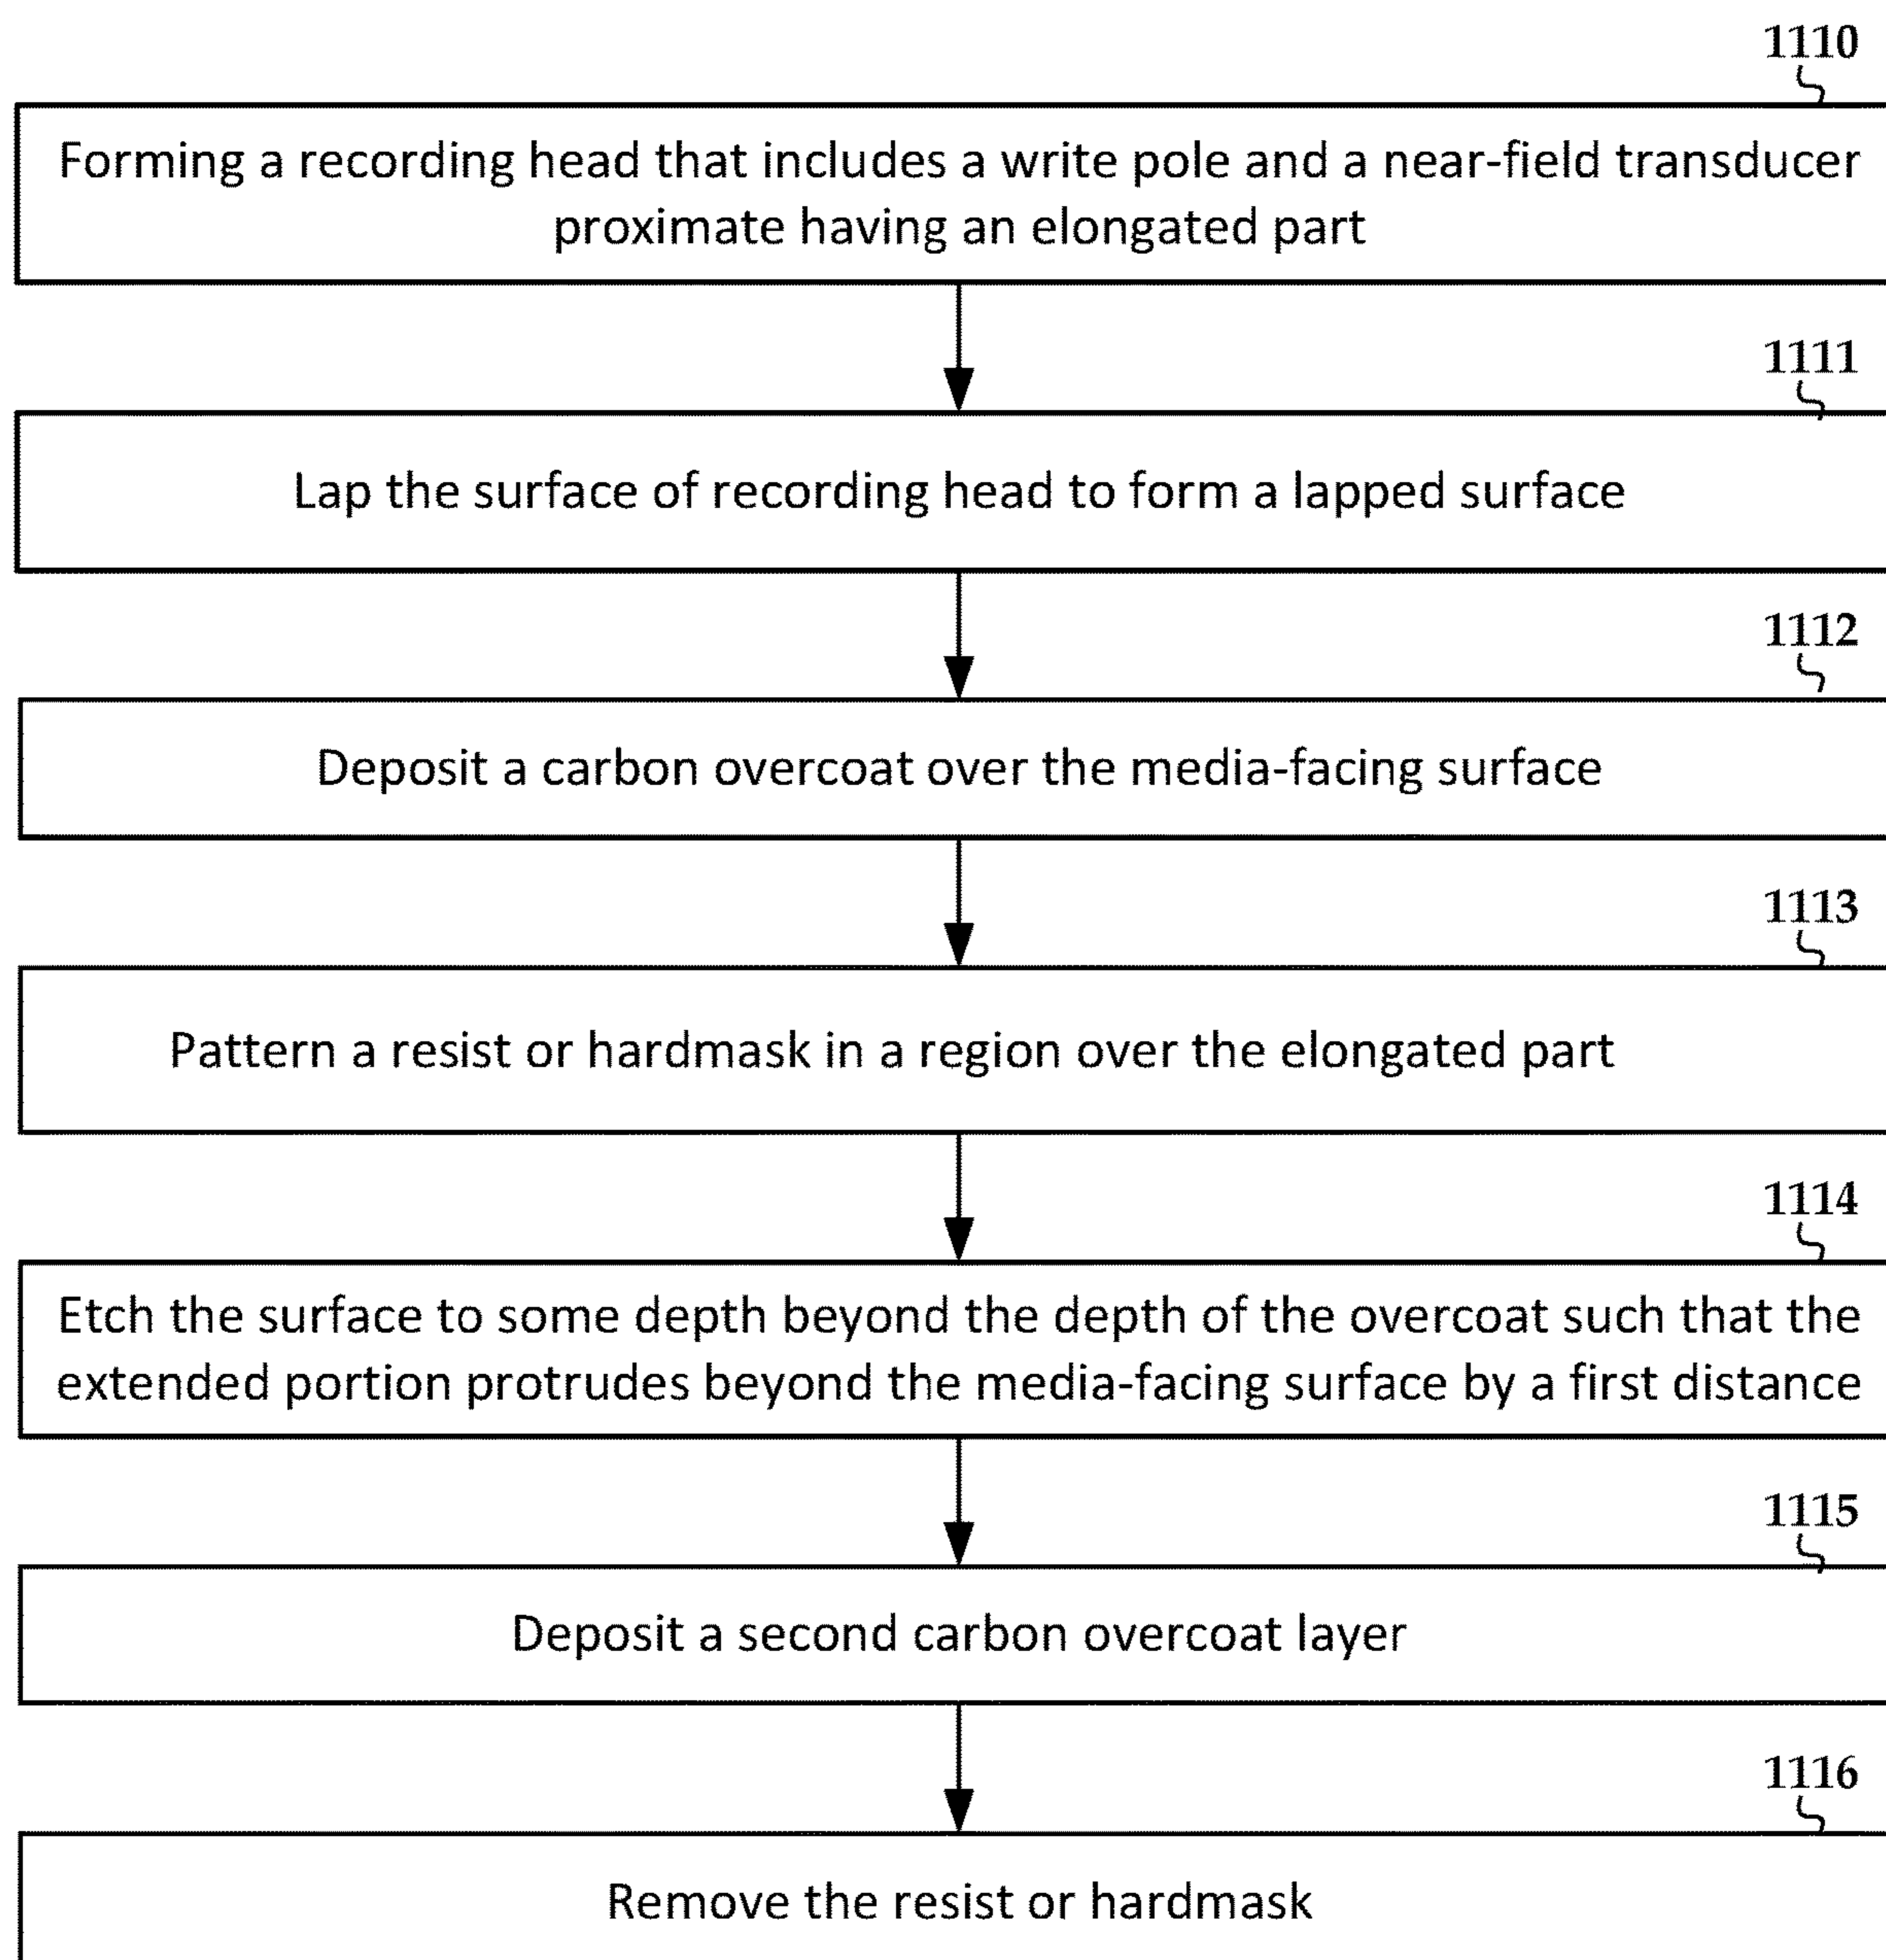 1110
Forming a recording head that includes a write pole and a near-field transducer
proximate having an elongated part
1111
Lap the surface of recording head to form a lapped surface
1112
Deposit a carbon overcoat over the media-facing surface
1113
Pattern a resist or hardmask in a region over the elongated part
1114
Etch the surface to some depth beyond the depth of the overcoat such that the
extended portion protrudes beyond the media-facing surface by a first distance
1115
Deposit a second carbon overcoat layer
1116
Remove the resist or hardmask